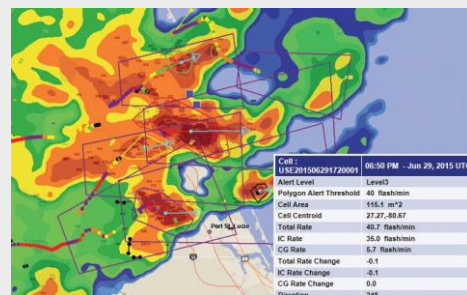 Port St. Lucie
Cell :
USE201506291720001 06:50 PM - Jun 29, 2015 UTC
Alert Level Level3
Polygon Alert Threshold 40 flash/min
Cell Area 115.1 m^2
Cell Centroid 27.27,-80.67
Total Rate 40.7 flash/min
IC Rate 35.0 flash/min
CG Rate 5.7 flash/min
Total Rate Change -0.1
IC Rate Change -0.1
CG Rate Change 0.0